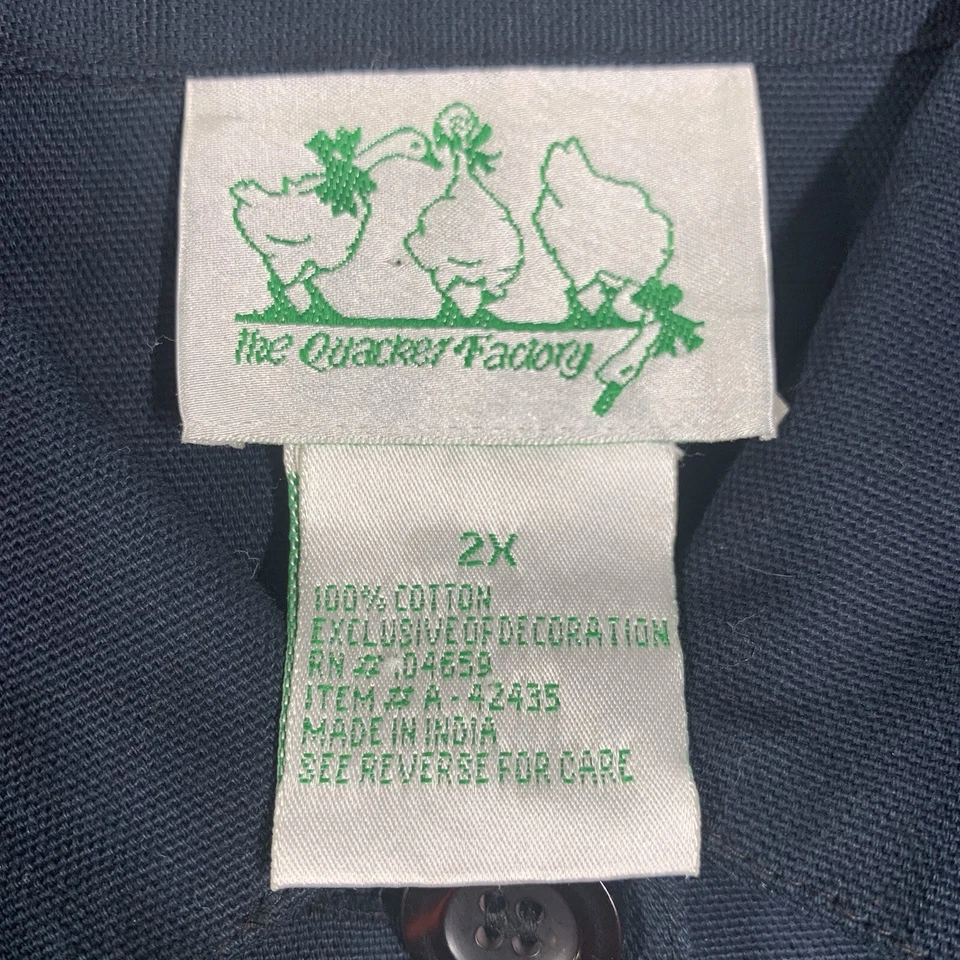 the Quacker Factory
2X
100% COTTON
EXCLUSIVE OF DECORATION
RN # .04659
ITEM # A - 42435
MADE IN INDIA
SEE REVERSE FOR CARE